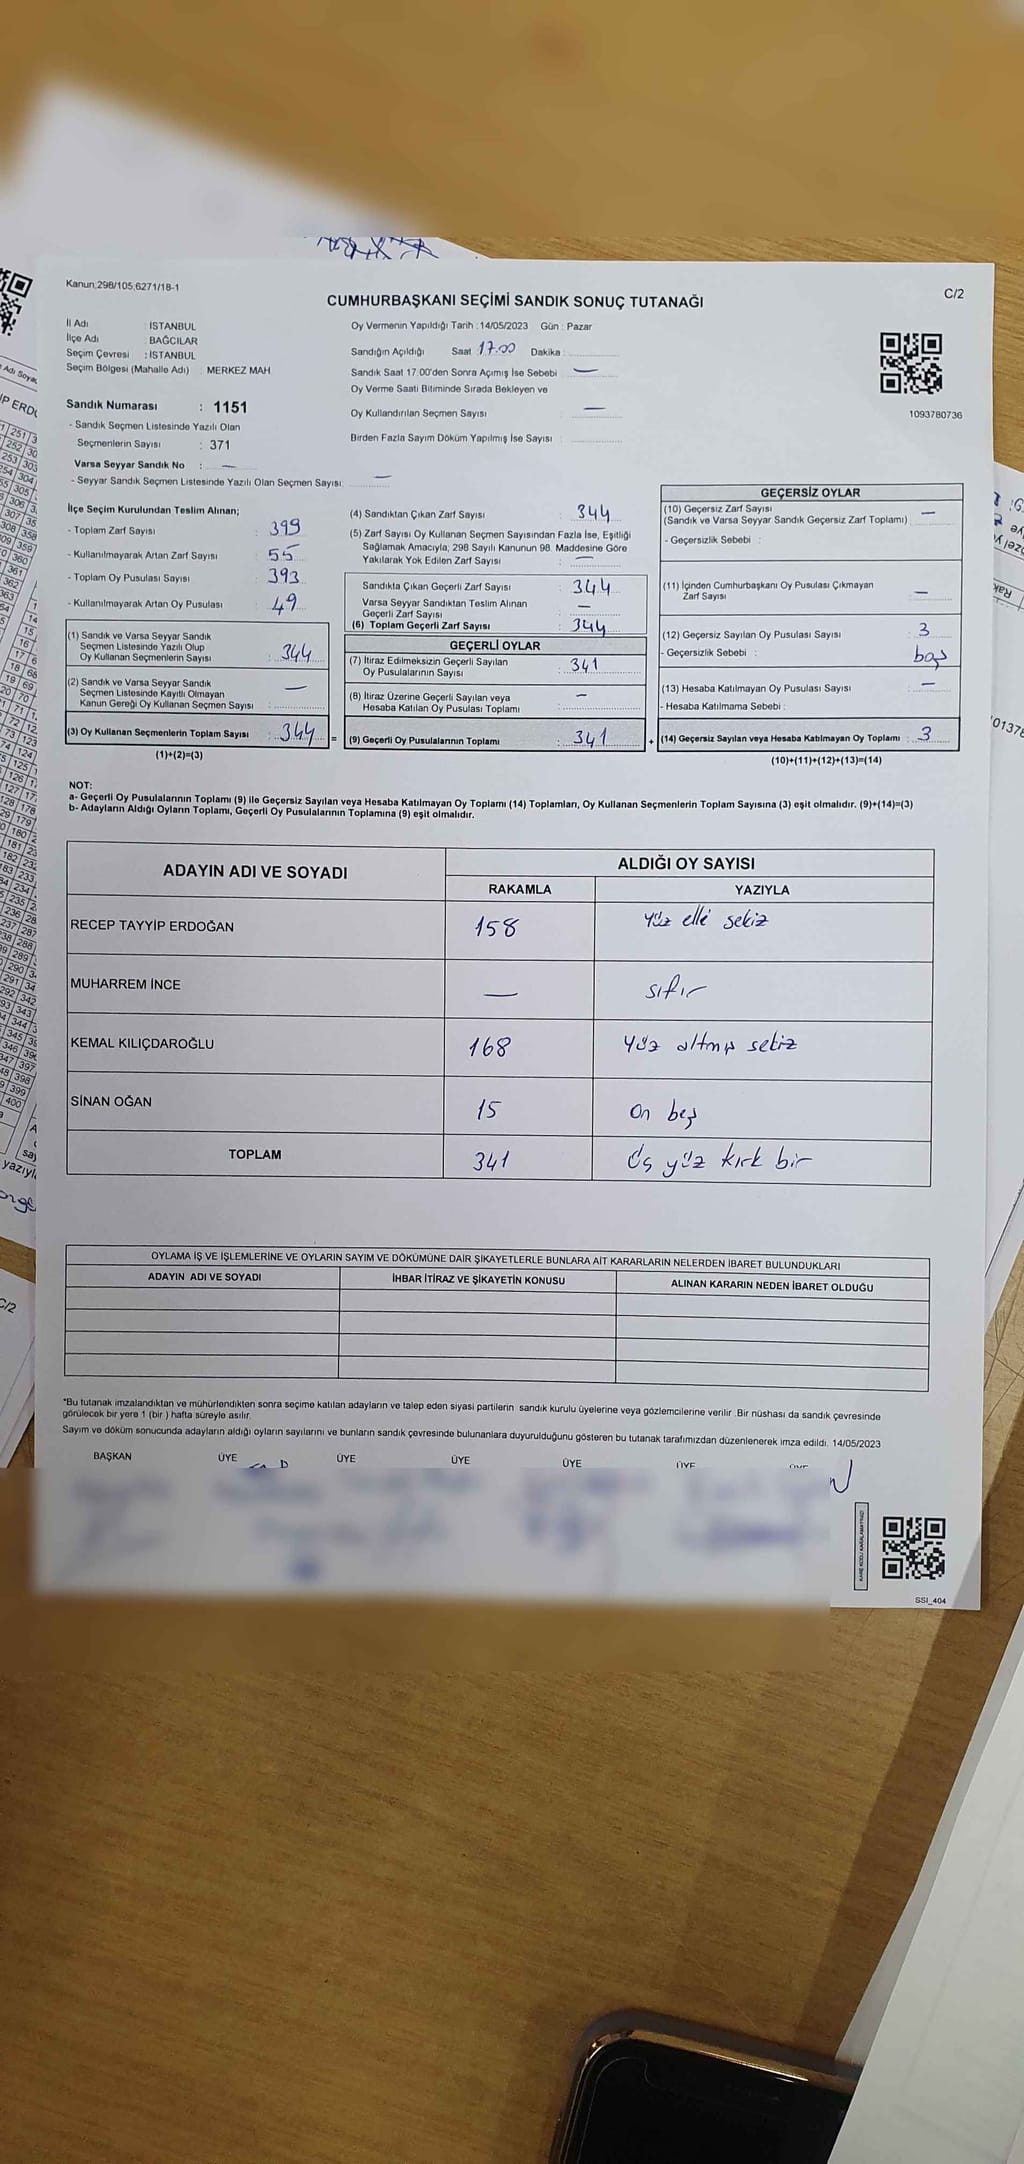 Kanun,298/105,6271/18-1
C/2
CUMHURBAŞKANI SEÇİMİ SANDIK SONUÇ TUTANAĞI
İl Adı : İSTANBUL
İlçe Adı : BAĞCILAR
Seçim Çevresi : İSTANBUL
Seçim Bölgesi (Mahalle Adı) : MERKEZ MAH
Sandık Numarası : 1151
- Sandık Seçmen Listesinde Yazılı Olan
Seçmenlerin Sayısı : 371
Varsa Seyyar Sandık No : —
- Seyyar Sandık Seçmen Listesinde Yazılı Olan Seçmen Sayısı: —
Oy Vermenin Yapıldığı Tarih : 14/05/2023 Gün : Pazar
Sandığın Açıldığı Saat 17.00 Dakika :
Sandık Saat 17.00'den Sonra Açımış İse Sebebi : —
Oy Verme Saati Bitiminde Sırada Bekleyen ve
Oy Kullandırılan Seçmen Sayısı : —
Birden Fazla Sayım Döküm Yapılmış İse Sayısı :
1093780736
İlçe Seçim Kurulundan Teslim Alınan;
- Toplam Zarf Sayısı : 399
- Kullanılmayarak Artan Zarf Sayısı : 55
- Toplam Oy Pusulası Sayısı : 393
- Kullanılmayarak Artan Oy Pusulası : 49
(1) Sandık ve Varsa Seyyar Sandık
Seçmen Listesinde Yazılı Olup
Oy Kullanan Seçmenlerin Sayısı : 344
(2) Sandık ve Varsa Seyyar Sandık
Seçmen Listesinde Kayıtlı Olmayan
Kanun Gereği Oy Kullanan Seçmen Sayısı : —
(3) Oy Kullanan Seçmenlerin Toplam Sayısı : 344
(1)+(2)=(3)
(4) Sandıktan Çıkan Zarf Sayısı : 344
(5) Zarf Sayısı Oy Kullanan Seçmen Sayısından Fazla İse, Eşitliği
Sağlamak Amacıyla; 298 Sayılı Kanunun 98. Maddesine Göre
Yakılarak Yok Edilen Zarf Sayısı : —
Sandıkta Çıkan Geçerli Zarf Sayısı : 344
Varsa Seyyar Sandıktan Teslim Alınan
Geçerli Zarf Sayısı : —
(6) Toplam Geçerli Zarf Sayısı : 344
GEÇERLİ OYLAR
(7) İtiraz Edilmeksizin Geçerli Sayılan
Oy Pusulalarının Sayısı : 341
(8) İtiraz Üzerine Geçerli Sayılan veya
Hesaba Katılan Oy Pusulası Toplamı : —
= (9) Geçerli Oy Pusulalarının Toplamı : 341
GEÇERSİZ OYLAR
(10) Geçersiz Zarf Sayısı : —
(Sandık ve Varsa Seyyar Sandık Geçersiz Zarf Toplamı)
- Geçersizlik Sebebi :
(11) İçinden Cumhurbaşkanı Oy Pusulası Çıkmayan
Zarf Sayısı : —
(12) Geçersiz Sayılan Oy Pusulası Sayısı : 3
- Geçersizlik Sebebi : boş
(13) Hesaba Katılmayan Oy Pusulası Sayısı : —
- Hesaba Katılmama Sebebi :
+ (14) Geçersiz Sayılan veya Hesaba Katılmayan Oy Toplamı : 3
(10)+(11)+(12)+(13)=(14)
NOT:
a- Geçerli Oy Pusulalarının Toplamı (9) ile Geçersiz Sayılan veya Hesaba Katılmayan Oy Toplamı (14) Toplamları, Oy Kullanan Seçmenlerin Toplam Sayısına (3) eşit olmalıdır. (9)+(14)=(3)
b- Adayların Aldığı Oyların Toplamı, Geçerli Oy Pusulalarının Toplamına (9) eşit olmalıdır.
ADAYIN ADI VE SOYADI ALDIĞI OY SAYISI
RAKAMLA YAZIYLA
RECEP TAYYİP ERDOĞAN 158 Yüz elli sekiz
MUHARREM İNCE — sıfır
KEMAL KILIÇDAROĞLU 168 Yüz altmış sekiz
SİNAN OĞAN 15 On beş
TOPLAM 341 Üç yüz kırk bir
OYLAMA İŞ VE İŞLEMLERİNE VE OYLARIN SAYIM VE DÖKÜMÜNE DAİR ŞİKAYETLERLE BUNLARA AİT KARARLARIN NELERDEN İBARET BULUNDUKLARI
ADAYIN ADI VE SOYADI İHBAR İTİRAZ VE ŞİKAYETİN KONUSU ALINAN KARARIN NEDEN İBARET OLDUĞU
*Bu tutanak imzalandıktan ve mühürlendikten sonra seçime katılan adayların ve talep eden siyasi partilerin sandık kurulu üyelerine veya gözlemcilerine verilir. Bir nüshası da sandık çevresinde
görülecek bir yere 1 (bir ) hafta süreyle asılır.
Sayım ve döküm sonucunda adayların aldığı oyların sayılarını ve bunların sandık çevresinde bulunanlara duyurulduğunu gösteren bu tutanak tarafımızdan düzenlenerek imza edildi. 14/05/2023
BAŞKAN ÜYE ÜYE ÜYE ÜYE ÜYE
SSI_404